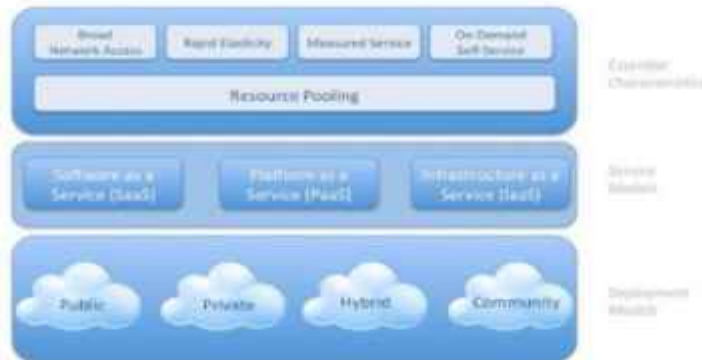 Broad
Network Access
Rapid Elasticity
Measured Service
On-Demand
Self-Service
Resource Pooling
Essential
Characteristics
Software as a
Service (SaaS)
Platform as a
Service (PaaS)
Infrastructure as a
Service (IaaS)
Service
Models
Public
Private
Hybrid
Community
Deployment
Models